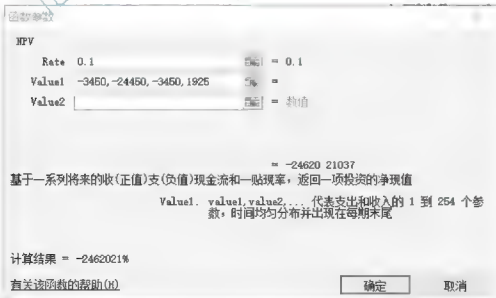 函数参数
NPV
Rate 0.1 = 0.1
Value1 -3450,-24450,-3450,1925 =
Value2 = 数值
= -24620 21037
基于一系列将来的收(正值)支(负值)现金流和一贴现率，返回一项投资的净现值
Value1. value1,value2,... 代表支出和收入的 1 到 254 个参
数，时间均匀分布并出现在每期末尾
计算结果 = -2462021%
有关该函数的帮助(H)
确定 取消